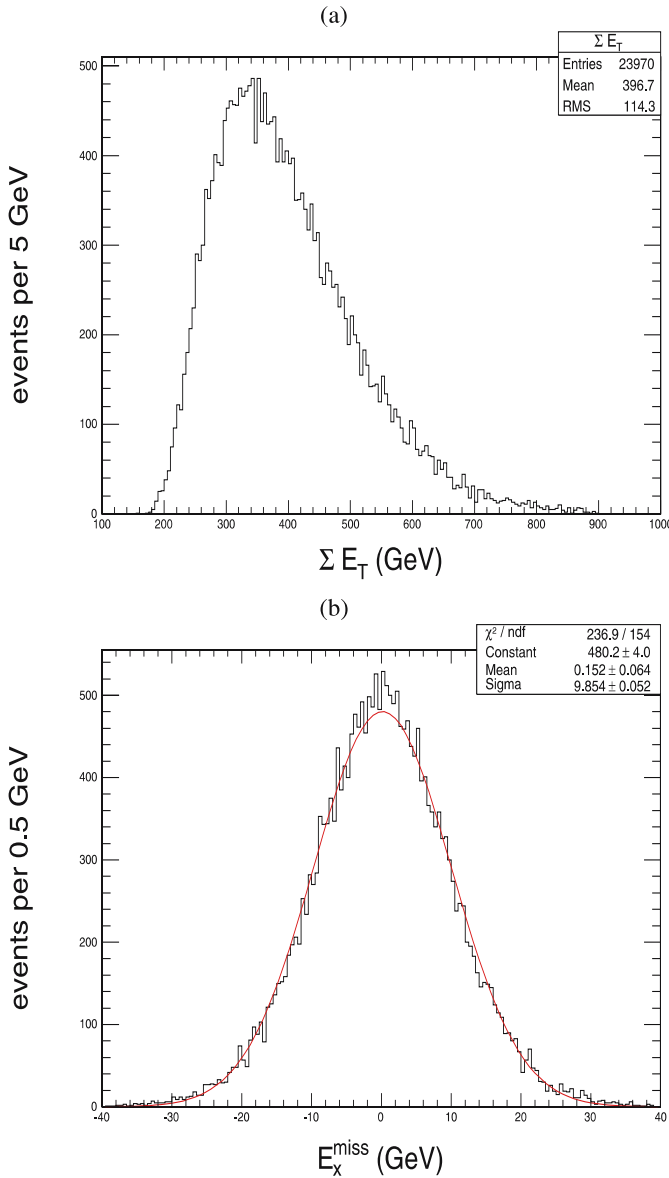 (a)
Σ E_T
Entries 23970
Mean 396.7
RMS 114.3
500
400
300
200
100
0
100 200 300 400 500 600 700 800 900 1000
events per 5 GeV
Σ E_T (GeV)
(b)
χ² / ndf 236.9 / 154
Constant 480.2 ± 4.0
Mean 0.152 ± 0.064
Sigma 9.854 ± 0.052
500
400
300
200
100
0
-40 -30 -20 -10 0 10 20 30 40
events per 0.5 GeV
E_x^miss (GeV)